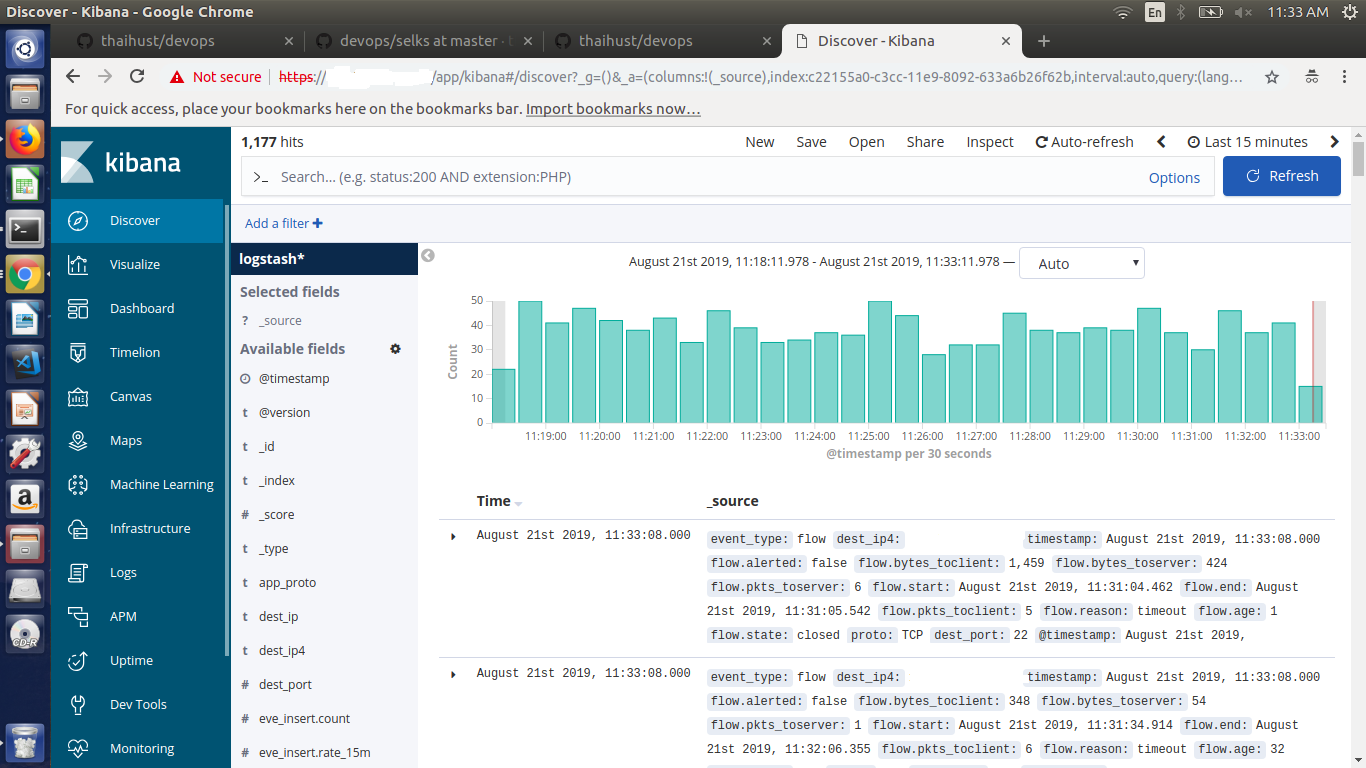 Discover - Kibana - Google Chrome
En
11:33 AM
thaihust/devops
devops/selks at master · t
thaihust/devops
Discover - Kibana
Not secure
https://
/app/kibana#/discover?_g=()&_a=(columns:!(_source),index:c22155a0-c3cc-11e9-8092-633a6b26f62b,interval:auto,query:(lang...
For quick access, place your bookmarks here on the bookmarks bar. Import bookmarks now...
kibana
Discover
Visualize
Dashboard
Timelion
Canvas
Maps
Machine Learning
Infrastructure
Logs
APM
Uptime
Dev Tools
Monitoring
1,177 hits
New
Save
Open
Share
Inspect
Auto-refresh
Last 15 minutes
>_ Search... (e.g. status:200 AND extension:PHP)
Options
Refresh
Add a filter +
logstash*
Selected fields
? _source
Available fields
@timestamp
t @version
t _id
t _index
# _score
t _type
t app_proto
t dest_ip
t dest_ip4
# dest_port
# eve_insert.count
# eve_insert.rate_15m
August 21st 2019, 11:18:11.978 - August 21st 2019, 11:33:11.978 —
Auto
Count
50
40
30
20
10
0
11:19:00 11:20:00 11:21:00 11:22:00 11:23:00 11:24:00 11:25:00 11:26:00 11:27:00 11:28:00 11:29:00 11:30:00 11:31:00 11:32:00 11:33:00
@timestamp per 30 seconds
Time _source
August 21st 2019, 11:33:08.000
event_type: flow dest_ip4: timestamp: August 21st 2019, 11:33:08.000
flow.alerted: false flow.bytes_toclient: 1,459 flow.bytes_toserver: 424
flow.pkts_toserver: 6 flow.start: August 21st 2019, 11:31:04.462 flow.end: August
21st 2019, 11:31:05.542 flow.pkts_toclient: 5 flow.reason: timeout flow.age: 1
flow.state: closed proto: TCP dest_port: 22 @timestamp: August 21st 2019,
August 21st 2019, 11:33:08.000
event_type: flow dest_ip4: timestamp: August 21st 2019, 11:33:08.000
flow.alerted: false flow.bytes_toclient: 348 flow.bytes_toserver: 54
flow.pkts_toserver: 1 flow.start: August 21st 2019, 11:31:34.914 flow.end: August
21st 2019, 11:32:06.355 flow.pkts_toclient: 6 flow.reason: timeout flow.age: 32